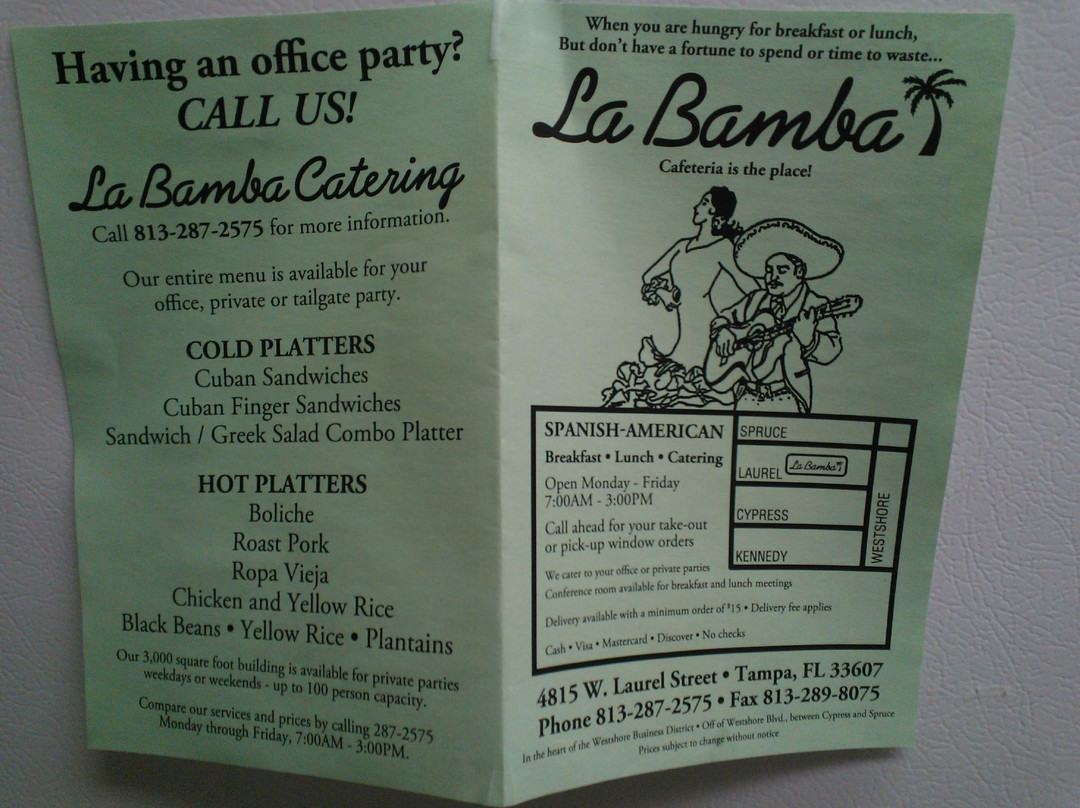 Having an office party?
CALL US!
La Bamba Catering
Call 813-287-2575 for more information.
Our entire menu is available for your
office, private or tailgate party.
COLD PLATTERS
Cuban Sandwiches
Cuban Finger Sandwiches
Sandwich / Greek Salad Combo Platter
HOT PLATTERS
Boliche
Roast Pork
Ropa Vieja
Chicken and Yellow Rice
Black Beans • Yellow Rice • Plantains
Our 3,000 square foot building is available for private parties
weekdays or weekends - up to 100 person capacity.
Compare our services and prices by calling 287-2575
Monday through Friday, 7:00AM - 3:00PM.
When you are hungry for breakfast or lunch,
But don't have a fortune to spend or time to waste...
La Bamba
Cafeteria is the place!
SPANISH-AMERICAN
Breakfast • Lunch • Catering
Open Monday - Friday
7:00AM - 3:00PM
Call ahead for your take-out
or pick-up window orders
We cater to your office or private parties
Conference room available for breakfast and lunch meetings
Delivery available with a minimum order of $15 • Delivery fee applies
Cash • Visa • Mastercard • Discover • No checks
SPRUCE
LAUREL
La Bamba
CYPRESS
KENNEDY
WESTSHORE
4815 W. Laurel Street • Tampa, FL 33607
Phone 813-287-2575 • Fax 813-289-8075
In the heart of the Westshore Business District • Off of Westshore Blvd., between Cypress and Spruce
Prices subject to change without notice